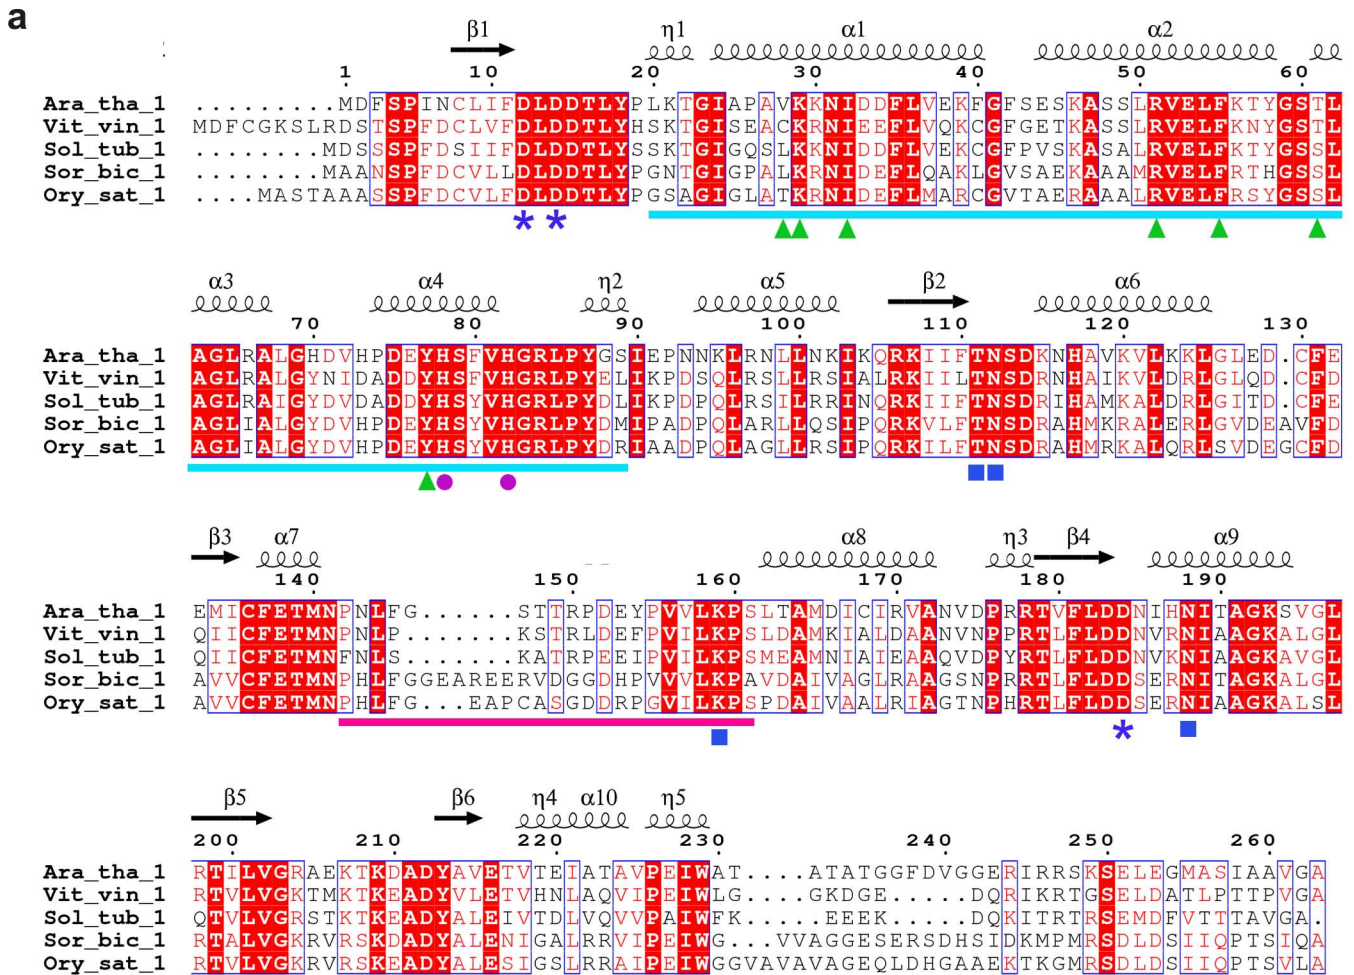 a
β1 η1 α1 α2
1 10 20 30 40 50 60
Ara_tha_1 .........MDFSPINCLIFDLDDTLYPLKTGIAPAVKKNIDDFLVEKFGFSESKASSLRVELFKTYGSTL
Vit_vin_1 MDFCGKSLRDSTSPFDCLVFDLDDTLYHSKTGISEACKRNIEEFLVQKCGFGETKASSLRVELFKNYGSTL
Sol_tub_1 ........MDSSSPFDSIIFDLDDTLYSSKTGIGQSLKKNIDDFLVEKCGFPVSKASALRVELFKTYGSSL
Sor_bic_1 ........MAANSPFDCVLLDLDDTLYPGNTGIGPALKRNIDEFLQAKLGVSAEKAAAMRVELFRTHGSSL
Ory_sat_1 ....MASTAAASPFDCVLFDLDDTLYPGSAGIGLATKRNIDEFLMARCGVTAERAAALRVELFRSYGSSL
* *
α3 α4 η2 α5 β2 α6
70 80 90 100 110 120 130
Ara_tha_1 AGLRALGHDVHPDEYHSFVHGRLPYGSIEPNNKLRNLLNKIKQRKIIFTNSDKNHAVKVLKKLGLED.CFE
Vit_vin_1 AGLRALGYNIDADDYHSFVHGRLPYELIKPDSQLRSLLRSIALRKIILTNSDRNHAIKVLDRLGLQD.CFD
Sol_tub_1 AGLRAIGYDVDADDYHSYVHGRLPYDLIKPDPQLRSILRRINQRKIIFTNSDRIHAMKALDRLGITD.CFE
Sor_bic_1 AGLIALGYDVHPDEYHSYVHGRLPYDMIAADPQLARLLQSIPQRKVLFTNSDRAHMKRALERLGVDEAVFD
Ory_sat_1 AGLIALGYDVHPDEYHSYVHGRLPYDRIAADPQLAGLLRSIPQRKILFTNSDRAHMRKALQRLSVDEGCFD
β3 α7 α8 η3 β4 α9
140 150 160 170 180 190
Ara_tha_1 EMICFETMNPNLFG......STTRPDEYPVVLKPSLTAMDICIRVANVDPRRTVFLDDNIHNITAGKSVGL
Vit_vin_1 QIICFETMNPNLP.......KSTRLDEFPVILKPSLDAMKIALDAANVNPPRTLFLDDNVRNIAAGKALGL
Sol_tub_1 QIICFETMNFNLS.......KATRPEEIPVILKPSMEAMNIAIEAAQVDPYRTLFLDDNVKNIAAGKAVGL
Sor_bic_1 AVVCFETMNPHLFGGEAREERVDGGDHPVVVLKPAVDAIVAGLRAAGSNPRRTLFLDDSERNITAGKALGL
Ory_sat_1 AVVCFETMNPHLFG...EAPCASGDDRPGVILKPSPDAIVAALRIAGTNPHRTLFLDDSERNIAAGKALSL
*
β5 β6 η4 α10 η5
200 210 220 230 240 250 260
Ara_tha_1 RTILVGRAEKTKDADYAVETVTEIATAVPEIWAT....ATATGGFDVGGERIRRSKSELEGMASIAAVGA
Vit_vin_1 RTVLVGKTMKTKEADYVLETVHNLAQVIPEIWLG....GKDGE.....DQRIKRTGSELDATLPTTPVLA
Sol_tub_1 QTVLVGRSTKTKEADYALEIVTDLVQVVPAIWFK.....EEEK.....DQKITRTRSEMDFVTTTAVGA.
Sor_bic_1 RTALVGKRVRSKDADYALENIGALRRVIPEIWG...VVAGGESERSDHSIDKMPMRSDLDSIIQPTSIQA
Ory_sat_1 RTVLVGKRVRSKEADYALESIGSLRRAIPEIWGGVAVAVAGEQLDHGAAEKTKGMRSDLDSIIQPTSVLA